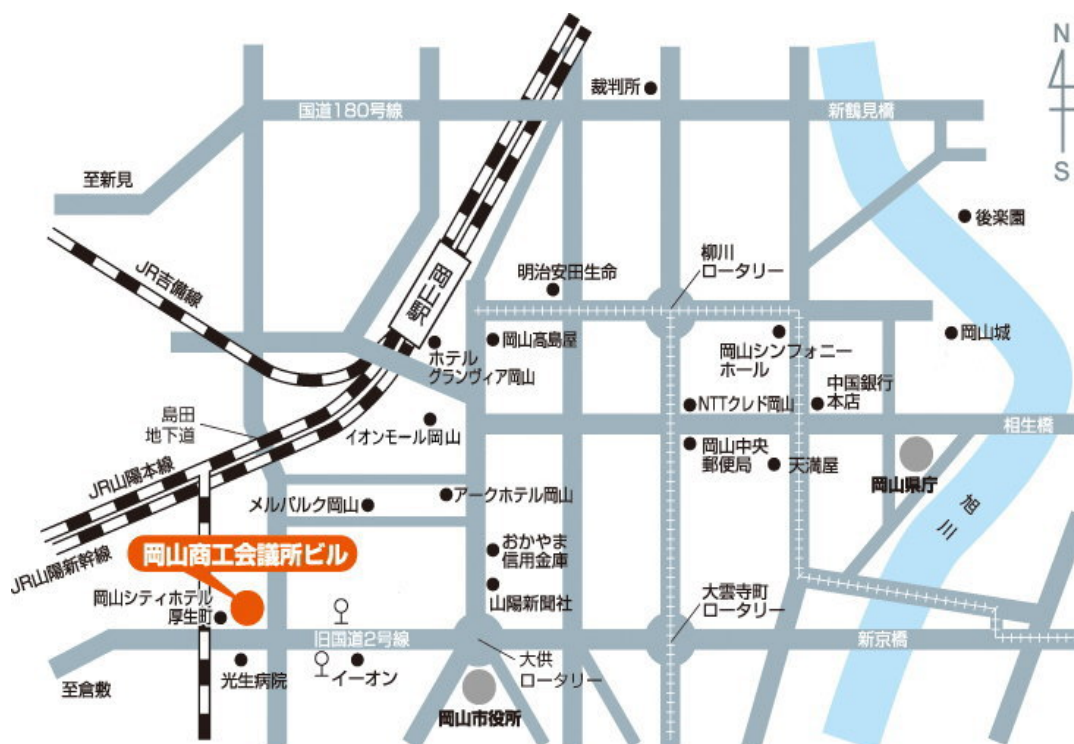 N
S
裁判所
国道180号線
新鶴見橋
至新見
後楽園
柳川
ロータリー
JR吉備線
岡山駅
明治安田生命
岡山高島屋
岡山シンフォニー
ホール
岡山城
ホテル
グランヴィア岡山
中国銀行
本店
NTTクレド岡山
島田
地下道
イオンモール岡山
相生橋
岡山中央
郵便局
天満屋
岡山県庁
JR山陽本線
メルパルク岡山
アークホテル岡山
旭川
JR山陽新幹線
岡山商工会議所ビル
おかやま
信用金庫
山陽新聞社
岡山シティホテル
厚生町
大雲寺町
ロータリー
旧国道2号線
新京橋
光生病院
イーオン
大供
ロータリー
至倉敷
岡山市役所